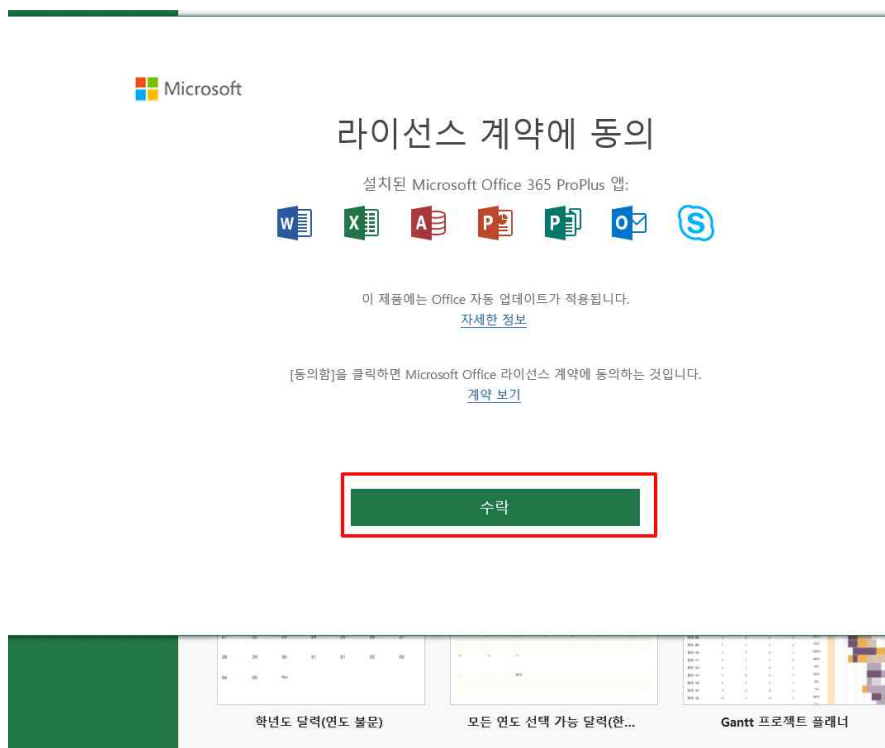 Microsoft
라이선스 계약에 동의
설치된 Microsoft Office 365 ProPlus 앱:
이 제품에는 Office 자동 업데이트가 적용됩니다.
자세한 정보
[동의함]을 클릭하면 Microsoft Office 라이선스 계약에 동의하는 것입니다.
계약 보기
수락
학년도 달력(연도 불문)
모든 연도 선택 가능 달력(한...
Gantt 프로젝트 플래너